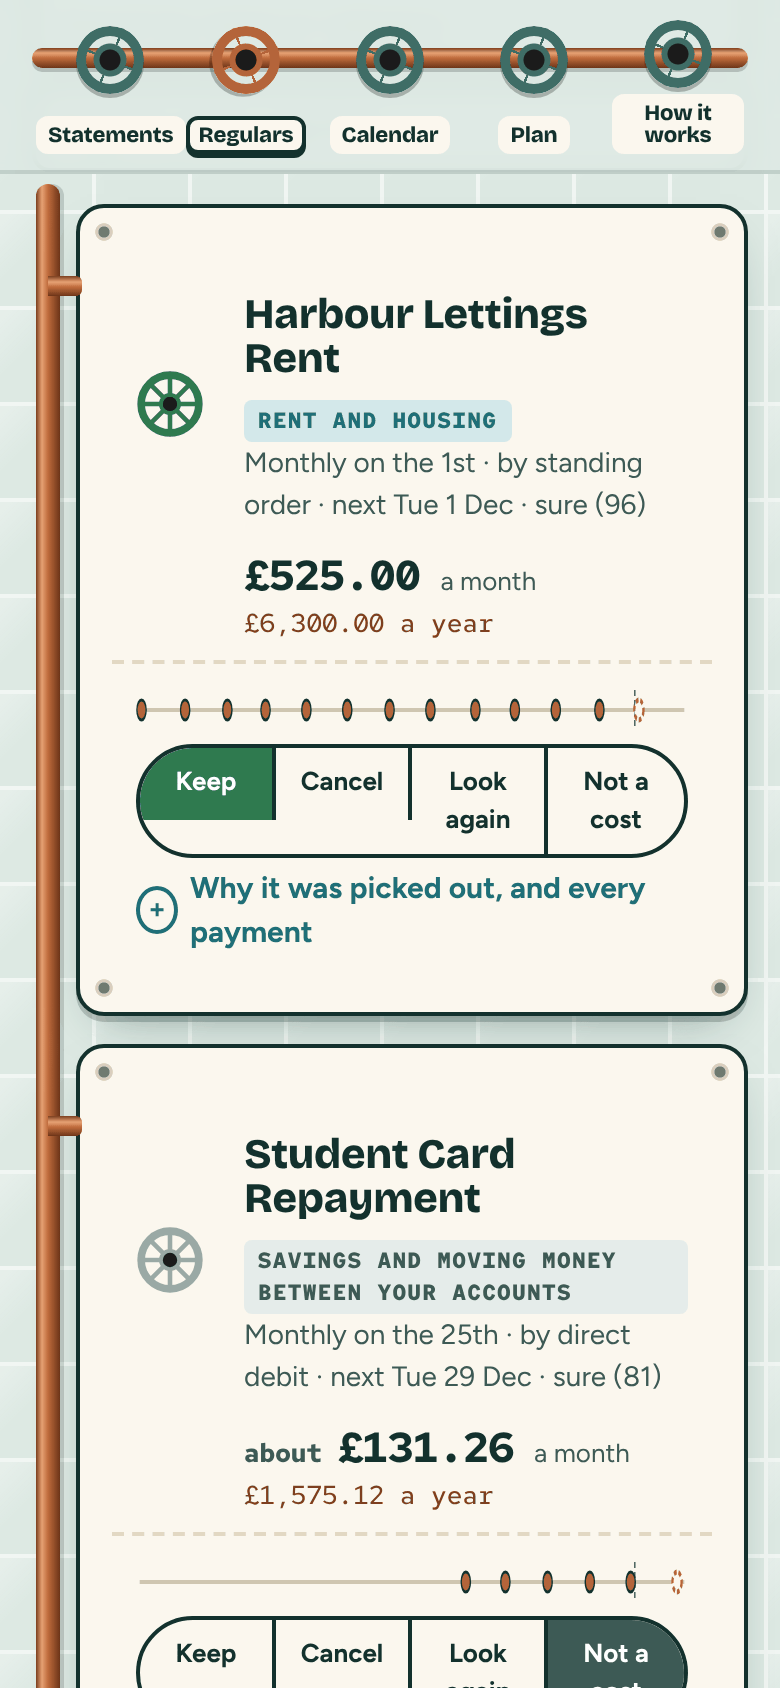 Statements
Regulars
Calendar
Plan
How it
works
Harbour Lettings
Rent
RENT AND HOUSING
Monthly on the 1st · by standing
order · next Tue 1 Dec · sure (96)
£525.00 a month
£6,300.00 a year
Keep
Cancel
Look
again
Not a
cost
+ Why it was picked out, and every
payment
Student Card
Repayment
SAVINGS AND MOVING MONEY
BETWEEN YOUR ACCOUNTS
Monthly on the 25th · by direct
debit · next Tue 29 Dec · sure (81)
about £131.26 a month
£1,575.12 a year
Keep
Cancel
Look
again
Not a
cost